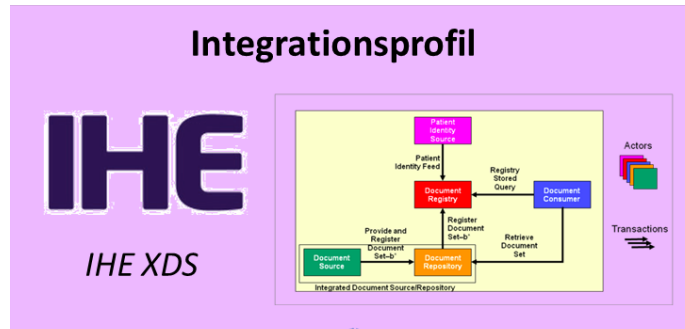 Integrationsprofil
IHE
IHE XDS
Patient
Identity
Source
Patient
Identity Feed
Registry
Stored
Query
Document
Registry
Document
Consumer
Provide and
Register
Document
Set–b'
Register
Document
Set–b'
Retrieve
Document
Set
Document
Source
Document
Repository
Integrated Document Source/Repository
Actors
Transactions